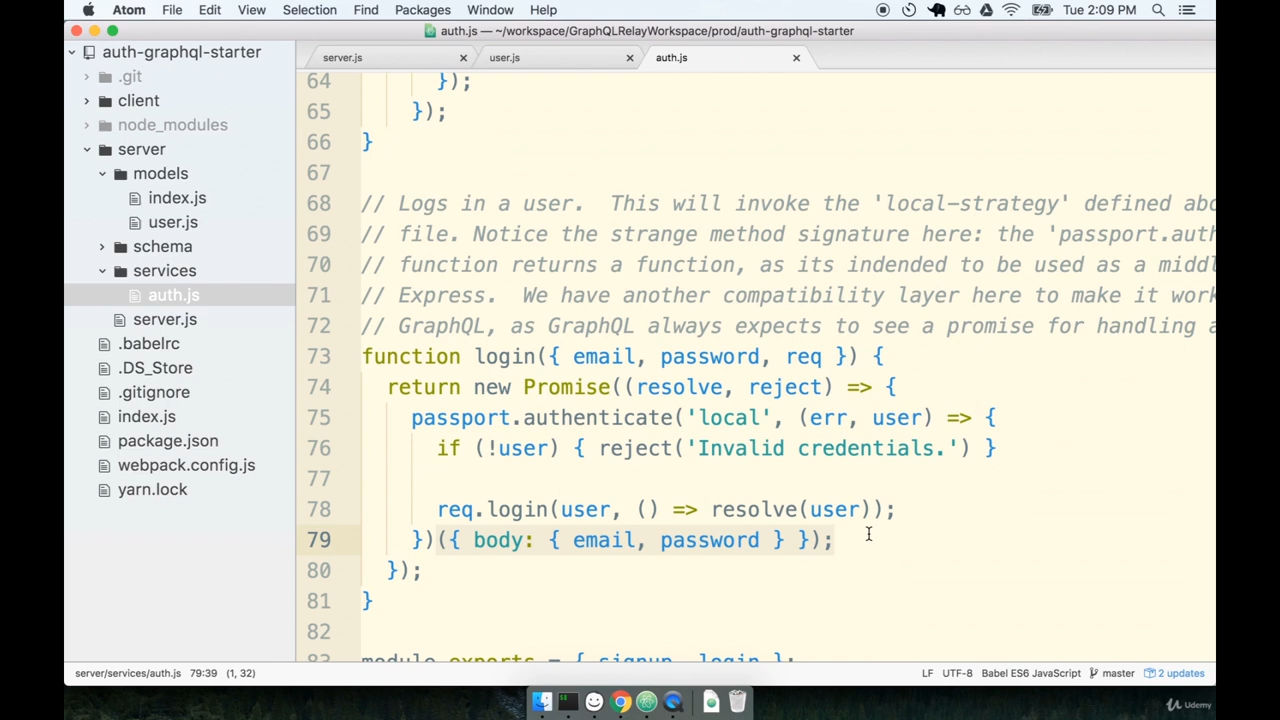 Atom File Edit View Selection Find Packages Window Help Tue 2:09 PM
auth.js — ~/workspace/GraphQLRelayWorkspace/prod/auth-graphql-starter
auth-graphql-starter
.git
client
node_modules
server
models
index.js
user.js
schema
services
auth.js
server.js
.babelrc
.DS_Store
.gitignore
index.js
package.json
webpack.config.js
yarn.lock
server.js user.js auth.js
64 });
65 });
66 }
67
68 // Logs in a user. This will invoke the 'local-strategy' defined abo
69 // file. Notice the strange method signature here: the 'passport.auth
70 // function returns a function, as its indended to be used as a middl
71 // Express. We have another compatibility layer here to make it work
72 // GraphQL, as GraphQL always expects to see a promise for handling a
73 function login({ email, password, req }) {
74 return new Promise((resolve, reject) => {
75 passport.authenticate('local', (err, user) => {
76 if (!user) { reject('Invalid credentials.') }
77
78 req.login(user, () => resolve(user));
79 })({ body: { email, password } });
80 });
81 }
82
83 module.exports = { signup, login };
server/services/auth.js 79:39 (1, 32) LF UTF-8 Babel ES6 JavaScript master 2 updates
Udemy